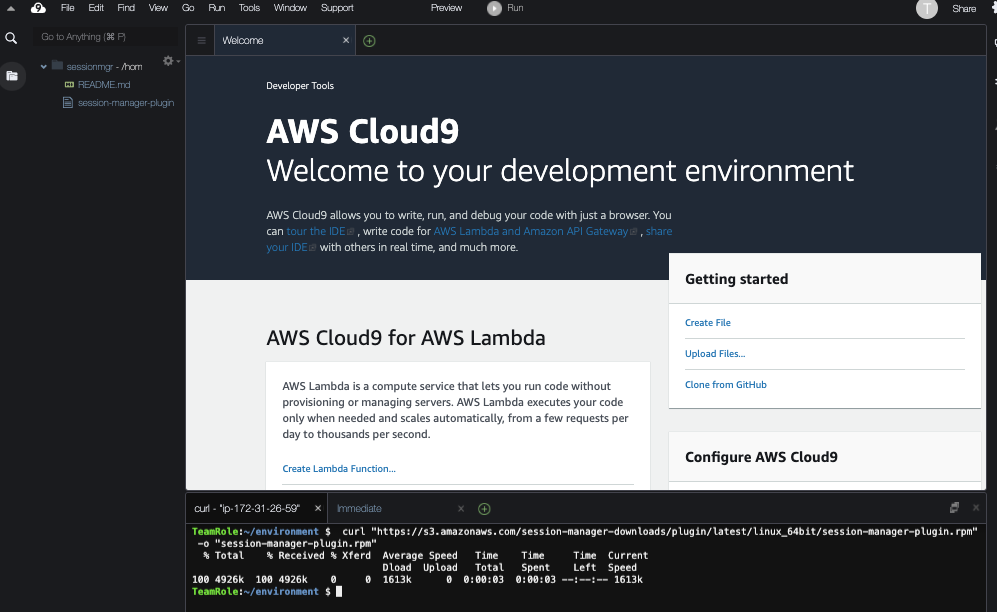 9 File Edit Find View Go Run Tools Window Support Preview Run T Share
Go to Anything (⌘ P)
Welcome
sessionmgr - /hom
README.md
session-manager-plugin
Developer Tools
AWS Cloud9
Welcome to your development environment
AWS Cloud9 allows you to write, run, and debug your code with just a browser. You
can tour the IDE , write code for AWS Lambda and Amazon API Gateway , share
your IDE with others in real time, and much more.
Getting started
Create File
Upload Files...
Clone from GitHub
AWS Cloud9 for AWS Lambda
AWS Lambda is a compute service that lets you run code without
provisioning or managing servers. AWS Lambda executes your code
only when needed and scales automatically, from a few requests per
day to thousands per second.
Create Lambda Function...
Configure AWS Cloud9
curl - "ip-172-31-26-59" Immediate
TeamRole:~/environment $ curl "https://s3.amazonaws.com/session-manager-downloads/plugin/latest/linux_64bit/session-manager-plugin.rpm"
-o "session-manager-plugin.rpm"
% Total % Received % Xferd Average Speed Time Time Time Current
Dload Upload Total Spent Left Speed
100 4926k 100 4926k 0 0 1613k 0 0:00:03 0:00:03 --:--:-- 1613k
TeamRole:~/environment $